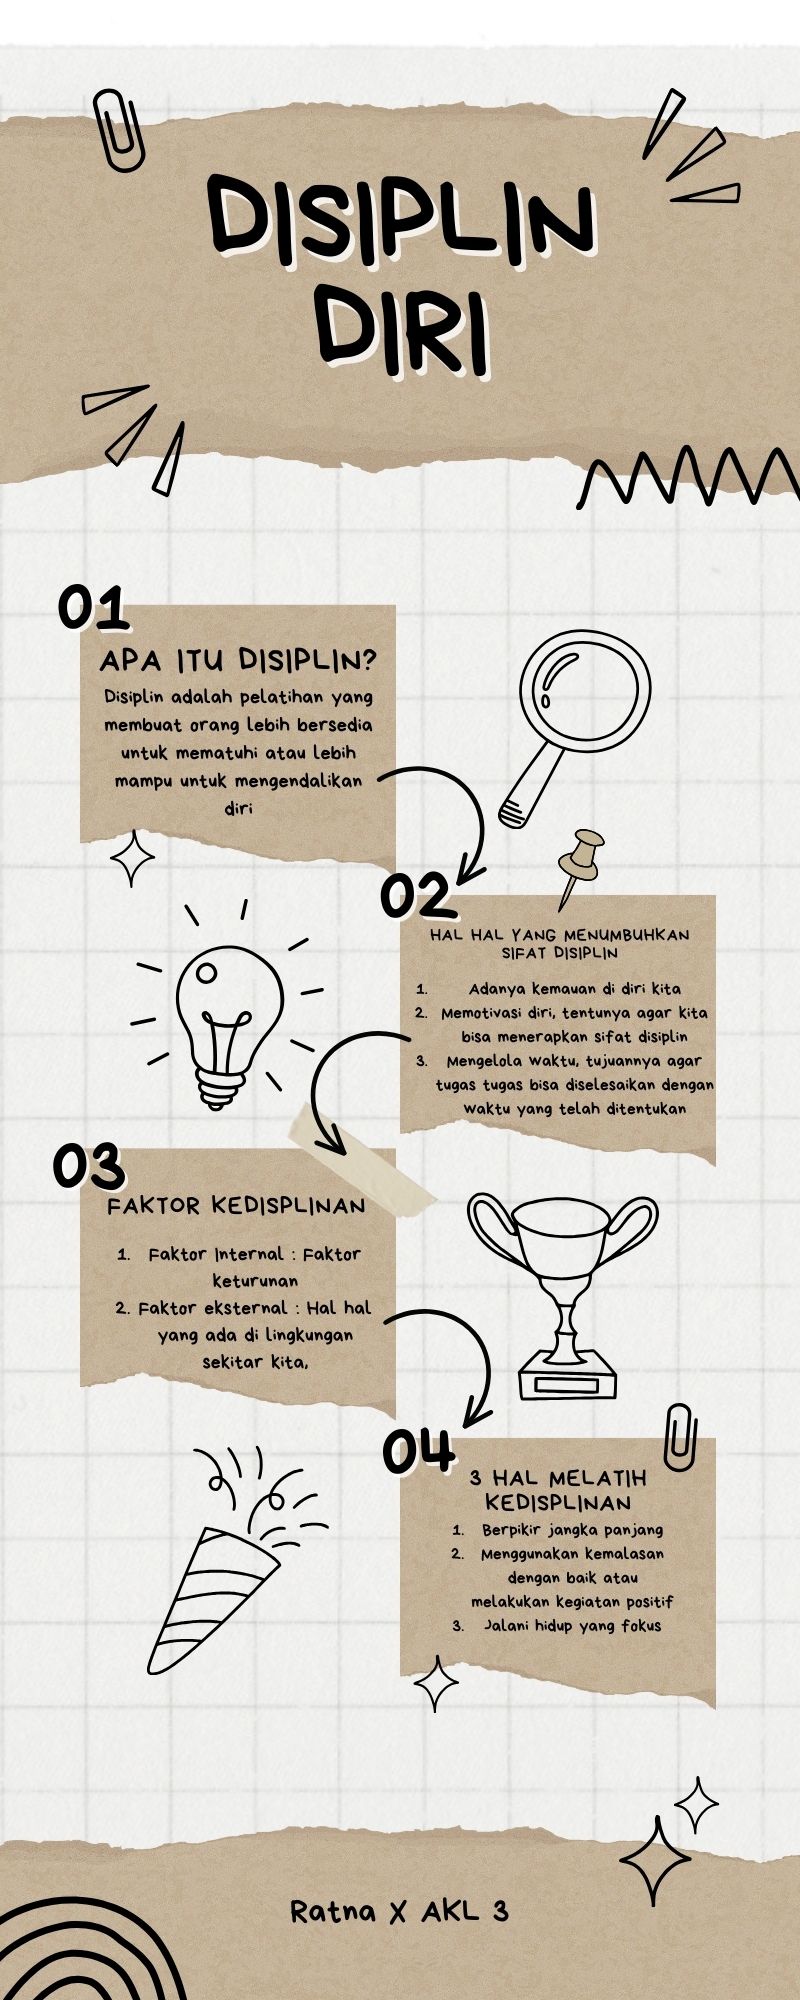 DISIPLIN
DIRI
01
APA ITU DISIPLIN?
Disiplin adalah pelatihan yang
membuat orang lebih bersedia
untuk mematuhi atau lebih
mampu untuk mengendalikan
diri
02
HAL HAL YANG MENUMBUHKAN
SIFAT DISIPLIN
1. Adanya kemauan di diri kita
2. Memotivasi diri, tentunya agar kita
bisa menerapkan sifat disiplin
3. Mengelola waktu, tujuannya agar
tugas tugas bisa diselesaikan dengan
waktu yang telah ditentukan
03
FAKTOR KEDISPLINAN
1. Faktor Internal : Faktor
keturunan
2. Faktor eksternal : Hal hal
yang ada di lingkungan
sekitar kita,
04
3 HAL MELATIH
KEDISPLINAN
1. Berpikir jangka panjang
2. Menggunakan kemalasan
dengan baik atau
melakukan kegiatan positif
3. Jalani hidup yang fokus
Ratna X AKL 3